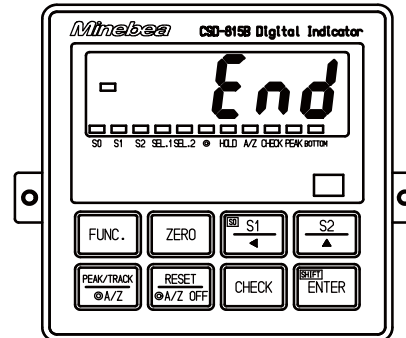 Minebea CSD-815B Digital Indicator
End
S0 S1 S2 SEL.1 SEL.2 ◎ HOLD A/Z CHECK PEAK BOTTOM
FUNC. ZERO S0 S1 ◀ S2 ▲
PEAK/TRACK ◎A/Z RESET ◎A/Z OFF CHECK SHIFT ENTER